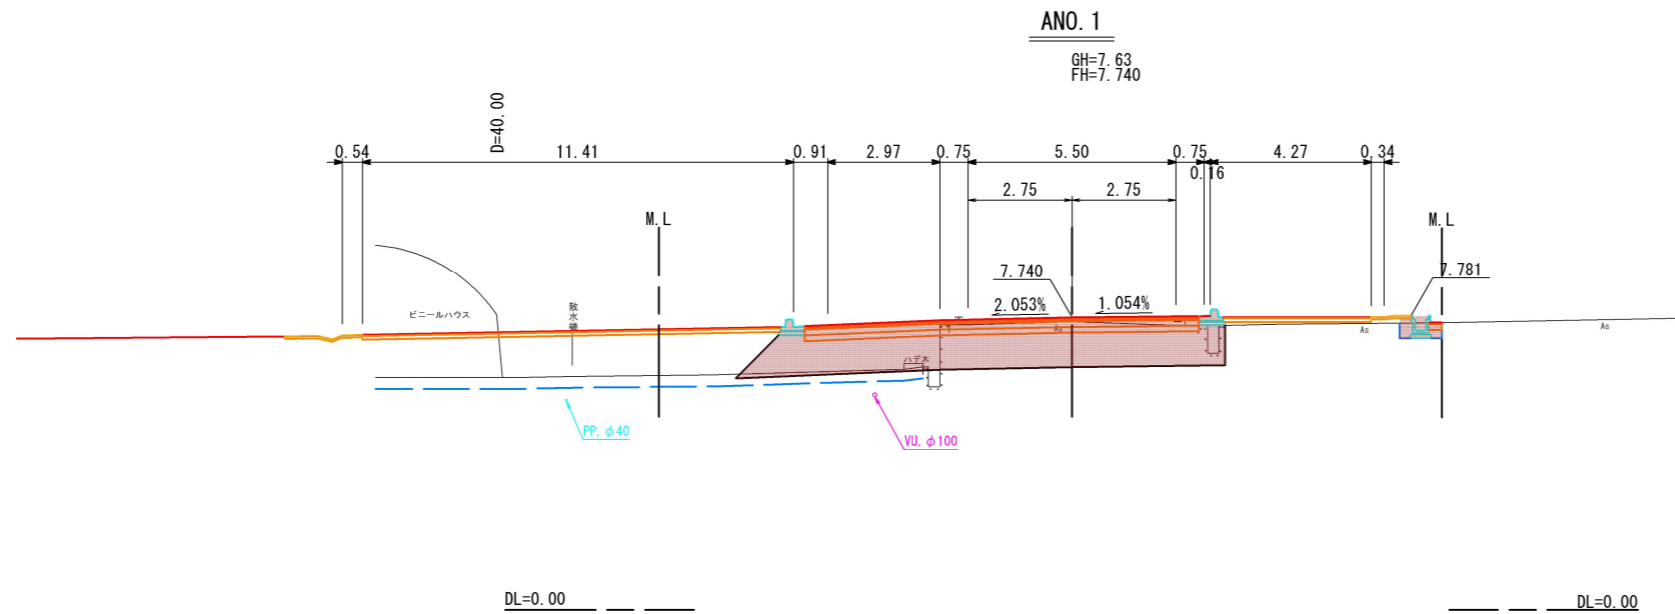 ANO.1
GH=7.63
FH=7.740
D=40.00
0.54
11.41
0.91
2.97
0.75
5.50
0.75
0.16
4.27
0.34
2.75
2.75
M.L
M.L
7.740
7.781
2.053%
1.054%
ビニールハウス
散水
As
As
As
ハデ木
PP,φ40
VU,φ100
DL=0.00
DL=0.00